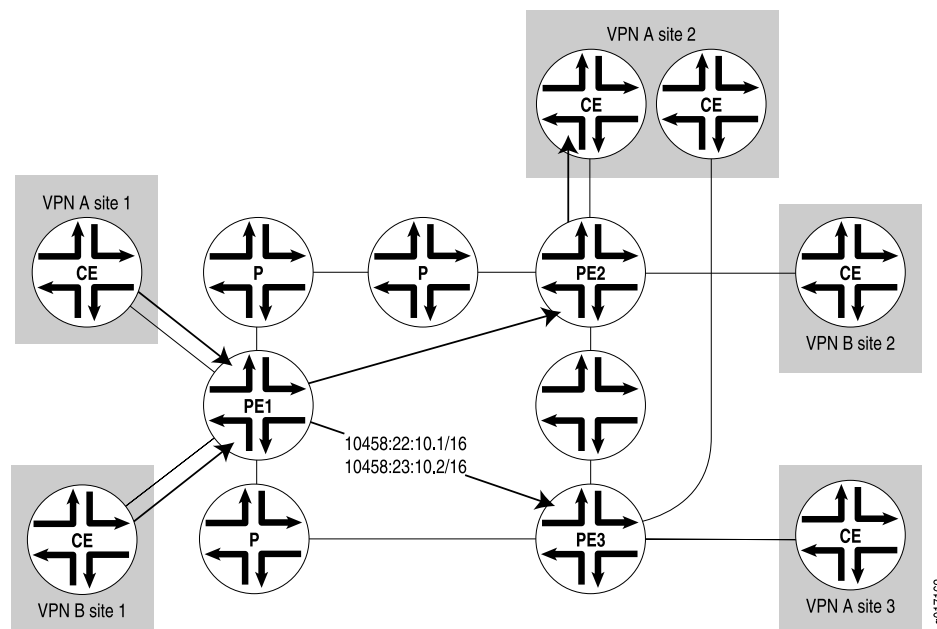 VPN A site 2
CE
CE
VPN A site 1
CE
P
P
PE2
CE
VPN B site 2
PE1
10458:22:10.1/16
10458:23:10,2/16
CE
VPN B site 1
P
PE3
CE
VPN A site 3